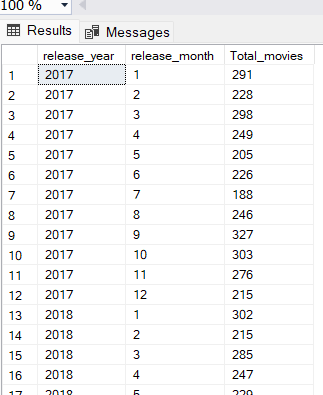 100 %
Results Messages
release_year release_month Total_movies
1 2017 1 291
2 2017 2 228
3 2017 3 298
4 2017 4 249
5 2017 5 205
6 2017 6 226
7 2017 7 188
8 2017 8 246
9 2017 9 327
10 2017 10 303
11 2017 11 276
12 2017 12 215
13 2018 1 302
14 2018 2 215
15 2018 3 285
16 2018 4 247
17 2018 5 229